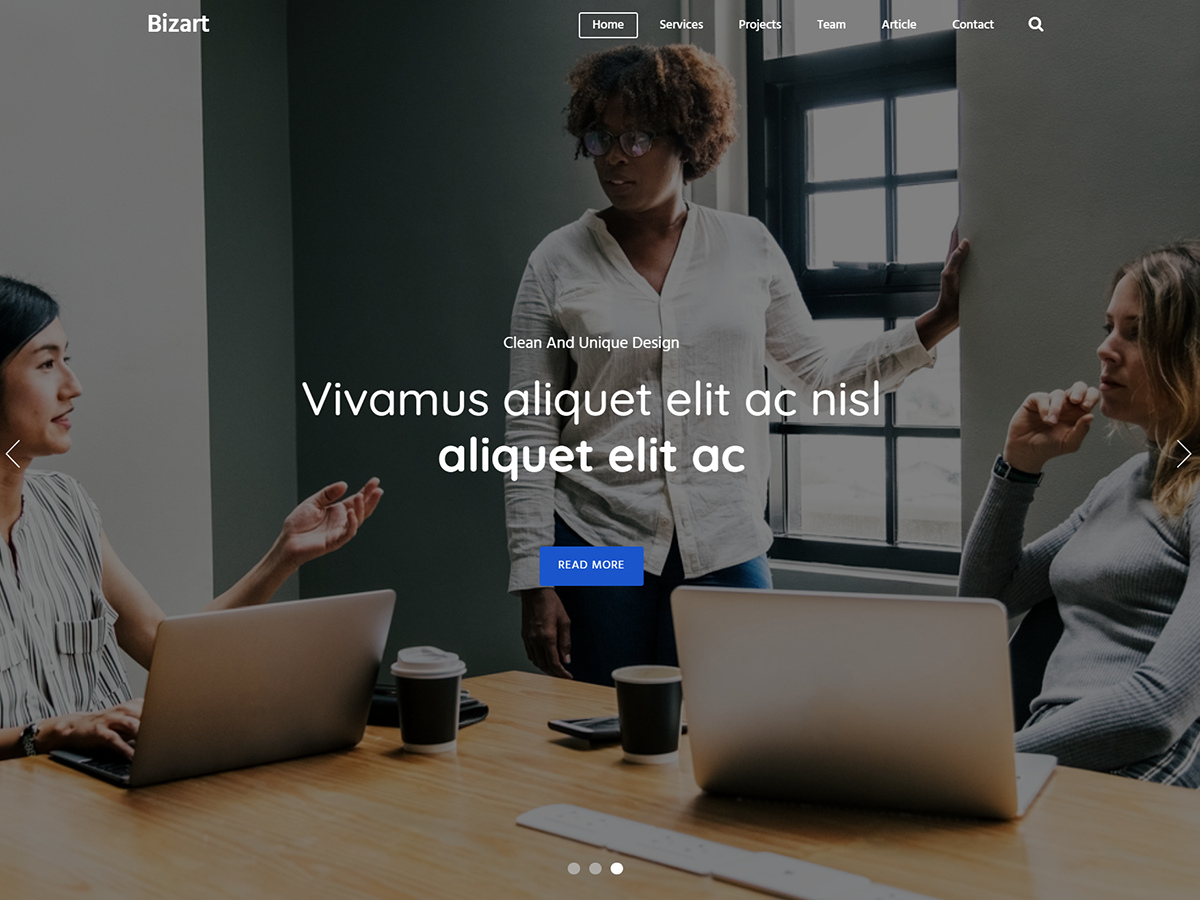 Bizart
Home Services Projects Team Article Contact
Clean And Unique Design
Vivamus aliquet elit ac nisl
aliquet elit ac
READ MORE